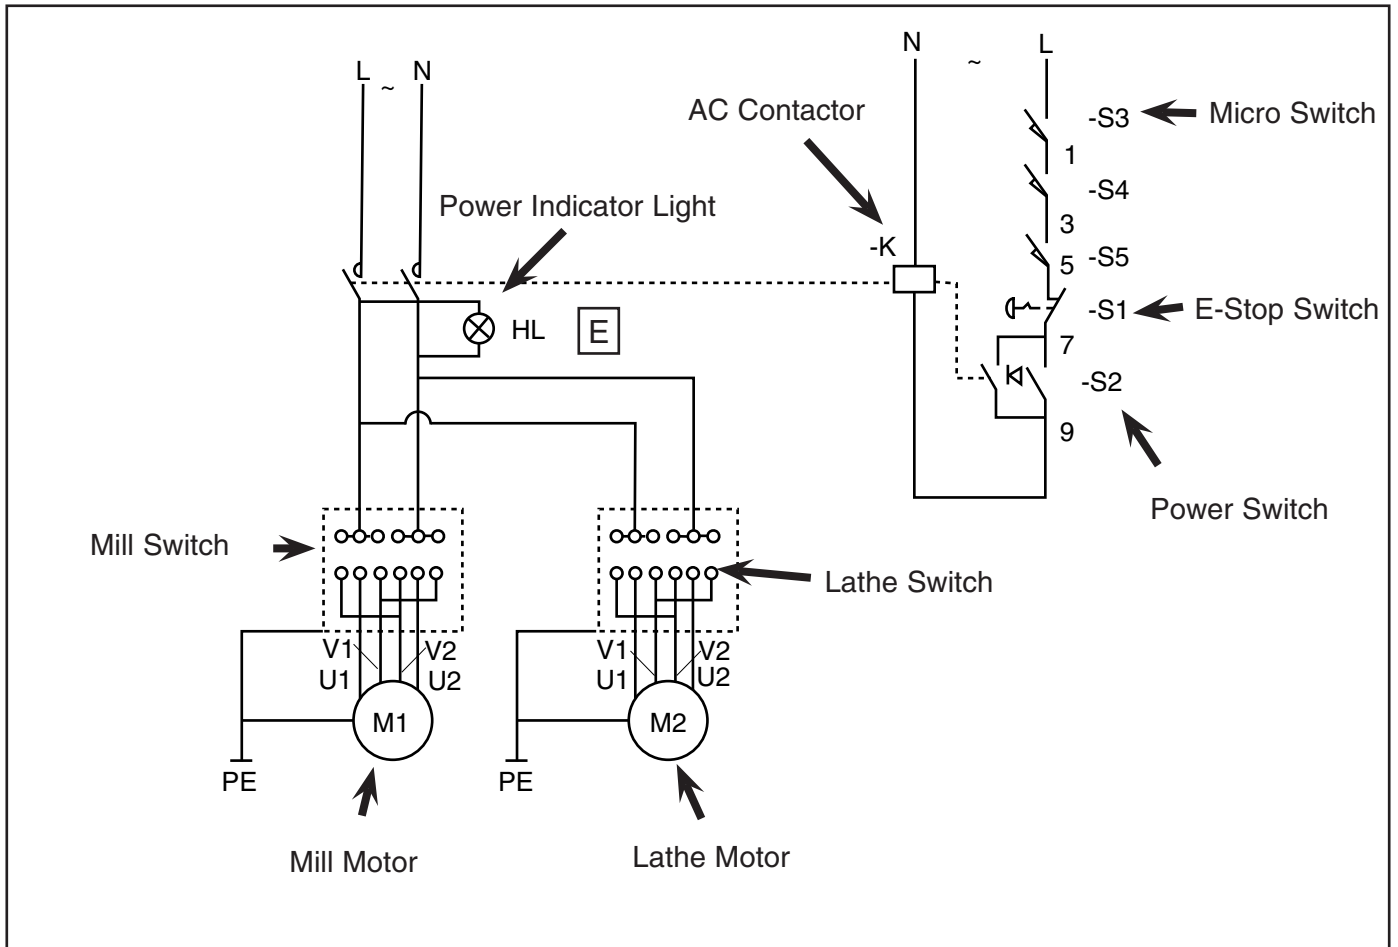 N ~ L
L ~ N
AC Contactor
-S3 Micro Switch
1
-S4
Power Indicator Light
3
-K
5 -S5
-S1 E-Stop Switch
HL E
7
-S2
9
Power Switch
Mill Switch
Lathe Switch
V1 V2
U1 U2
V1 V2
U1 U2
M1
M2
PE
PE
Mill Motor
Lathe Motor